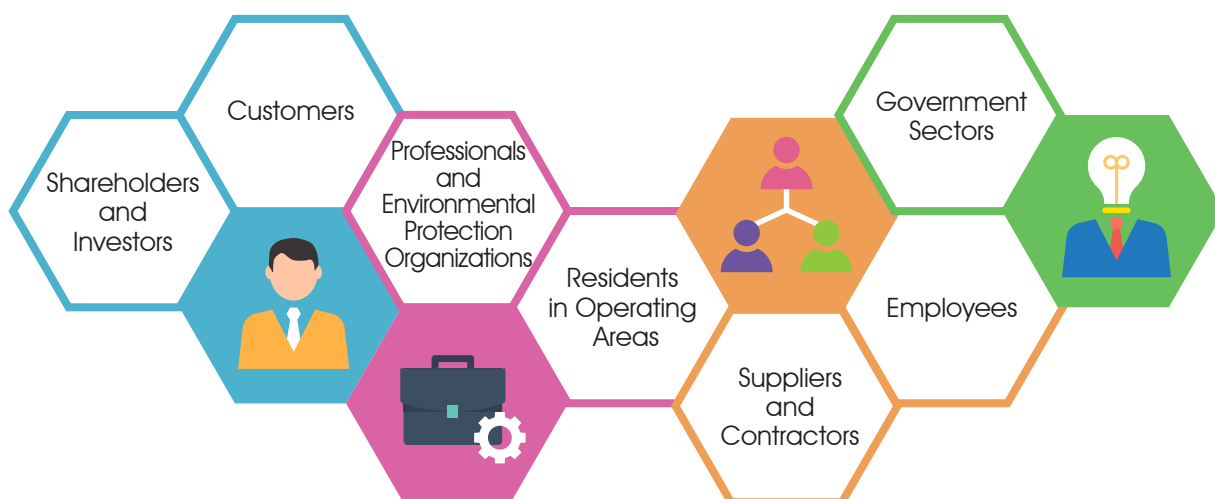 Shareholders
and
Investors
Customers
Professionals
and
Environmental
Protection
Organizations
Residents
in Operating
Areas
Suppliers
and
Contractors
Employees
Government
Sectors